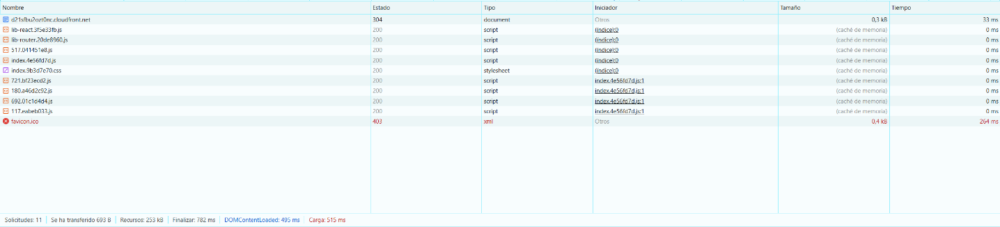 Nombre Estado Tipo Iniciador Tamaño Tiempo
d21sfbu2ozt0nc.cloudfront.net 304 document Otros 0,3 kB 33 ms
lib-react.3f5e33fb.js 200 script (índice):0 (caché de memoria) 0 ms
lib-router.20de8960.js 200 script (índice):0 (caché de memoria) 0 ms
517.041451e8.js 200 script (índice):0 (caché de memoria) 0 ms
index.4e56fd7d.js 200 script (índice):0 (caché de memoria) 0 ms
index.9b3d7e70.css 200 stylesheet (índice):0 (caché de memoria) 0 ms
721.bf23ecd2.js 200 script index.4e56fd7d.js:1 (caché de memoria) 0 ms
180.a46d2c92.js 200 script index.4e56fd7d.js:1 (caché de memoria) 0 ms
692.01c1d4d4.js 200 script index.4e56fd7d.js:1 (caché de memoria) 0 ms
117.eabeb033.js 200 script index.4e56fd7d.js:1 (caché de memoria) 0 ms
favicon.ico 403 xml Otros 0,4 kB 264 ms
Solicitudes: 11 Se ha transferido 693 B Recursos: 253 kB Finalizar: 782 ms DOMContentLoaded: 495 ms Carga: 515 ms